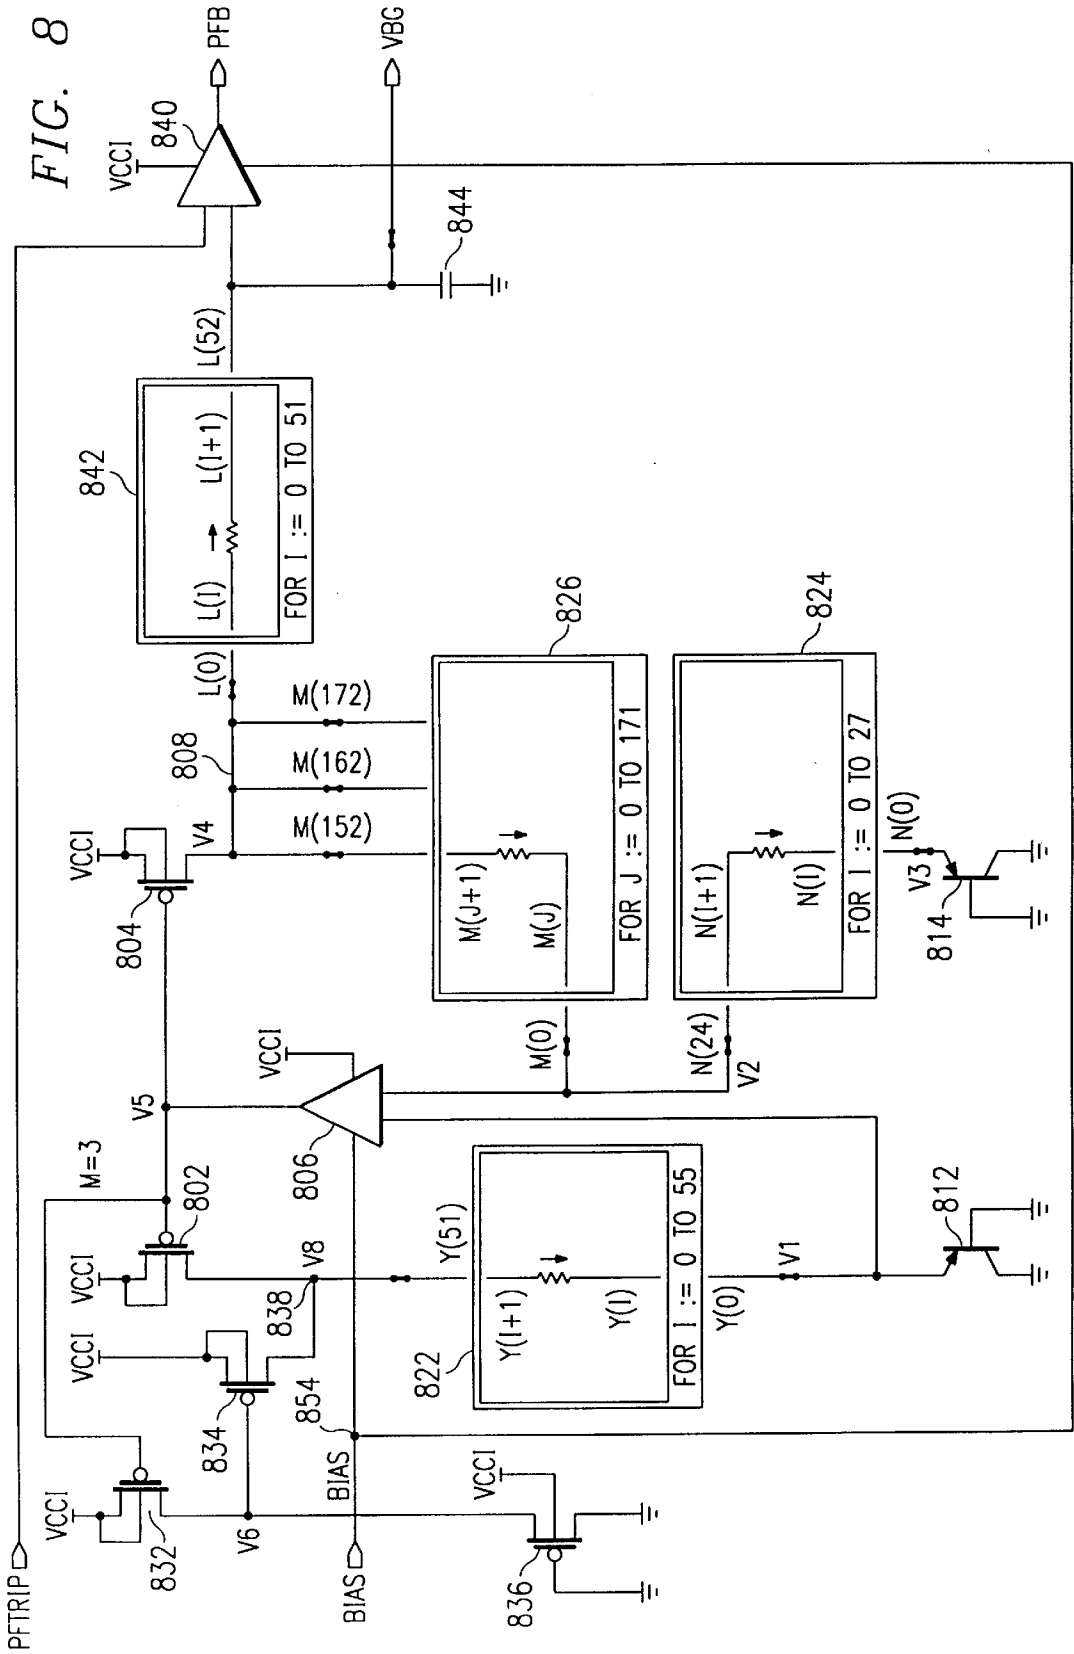 FIG. 8
PFTRIP
VCCI
840
PFB
VBG
844
L(52)
842
L(I)
L(I+1)
FOR I := 0 TO 51
L(0)
808
M(172)
M(162)
M(152)
VCCI
V4
804
826
M(J+1)
M(J)
FOR J := 0 TO 171
M(0)
824
N(I+1)
N(I)
FOR I := 0 TO 27
N(0)
N(24)
V2
V3
814
VCCI
806
V5
M=3
VCCI
802
V8
838
Y(51)
822
Y(I+1)
Y(I)
FOR I := 0 TO 55
Y(0)
V1
812
VCCI
834
854
BIAS
BIAS
VCCI
832
V6
VCCI
836